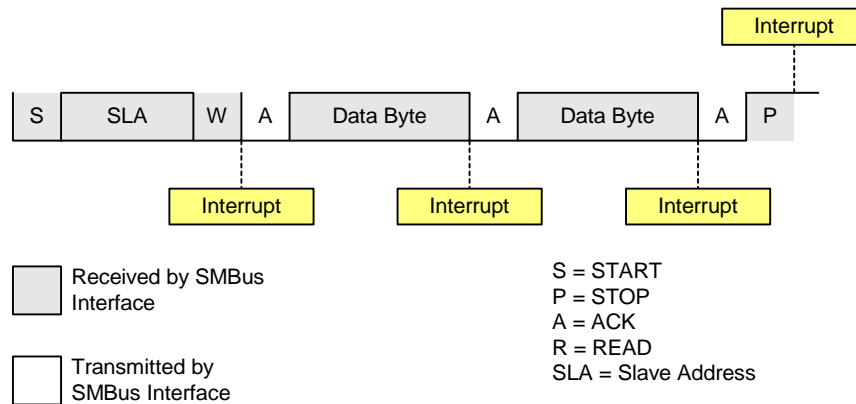 Interrupt
S SLA W A Data Byte A Data Byte A P
Interrupt Interrupt Interrupt
Received by SMBus
Interface
Transmitted by
SMBus Interface
S = START
P = STOP
A = ACK
R = READ
SLA = Slave Address